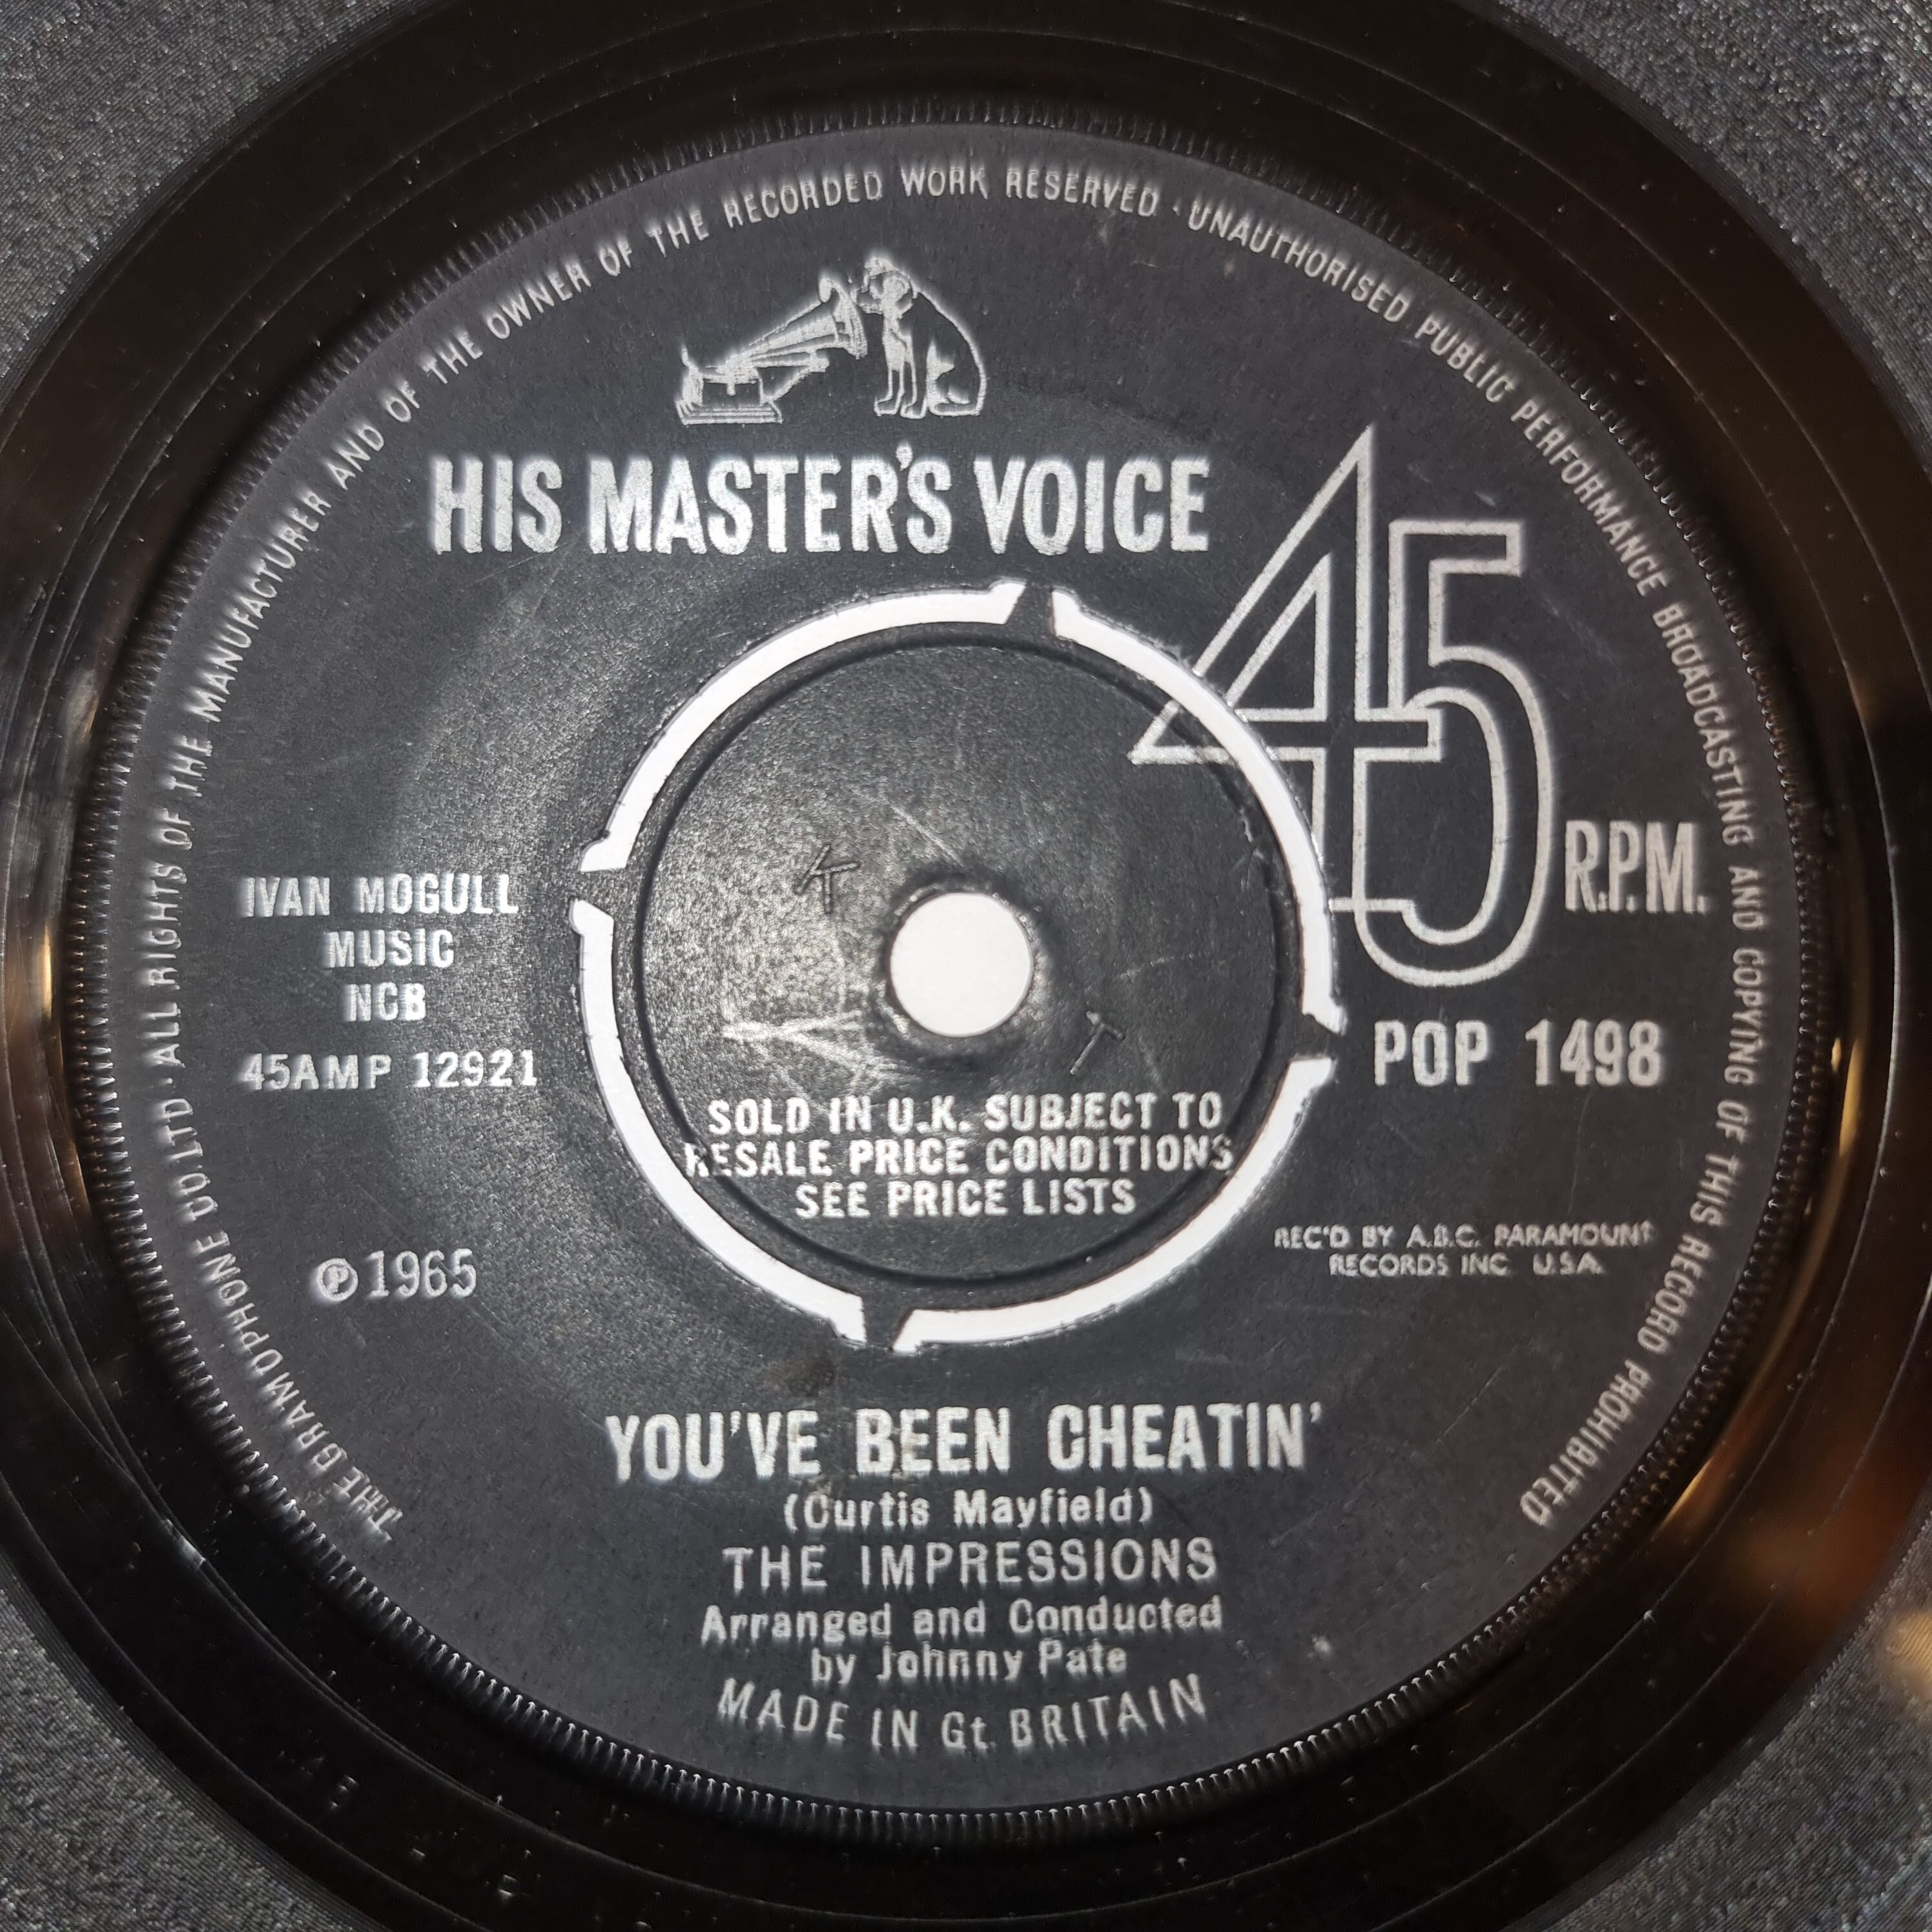 THE GRAMOPHONE CO. LTD · ALL RIGHTS OF THE MANUFACTURER AND OF THE OWNER OF THE RECORDED WORK RESERVED · UNAUTHORISED PUBLIC PERFORMANCE BROADCASTING AND COPYING OF THIS RECORD PROHIBITED
HIS MASTER'S VOICE
45
R.P.M.
IVAN MOGULL
MUSIC
NCB
45AMP 12921
K
T
POP 1498
SOLD IN U.K. SUBJECT TO
RESALE PRICE CONDITIONS
SEE PRICE LISTS
REC'D BY A.B.C. PARAMOUNT
RECORDS INC. U.S.A.
Ⓟ 1965
YOU'VE BEEN CHEATIN'
(Curtis Mayfield)
THE IMPRESSIONS
Arranged and Conducted
by Johnny Pate
MADE IN Gt. BRITAIN